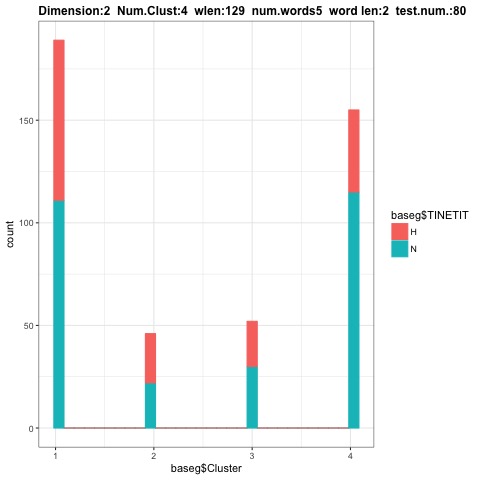 Dimension:2 Num.Clust:4 wlen:129 num.words5 word len:2 test.num.:80
150
100
50
0
count
1 2 3 4
baseg$Cluster
baseg$TINETIT
H
N